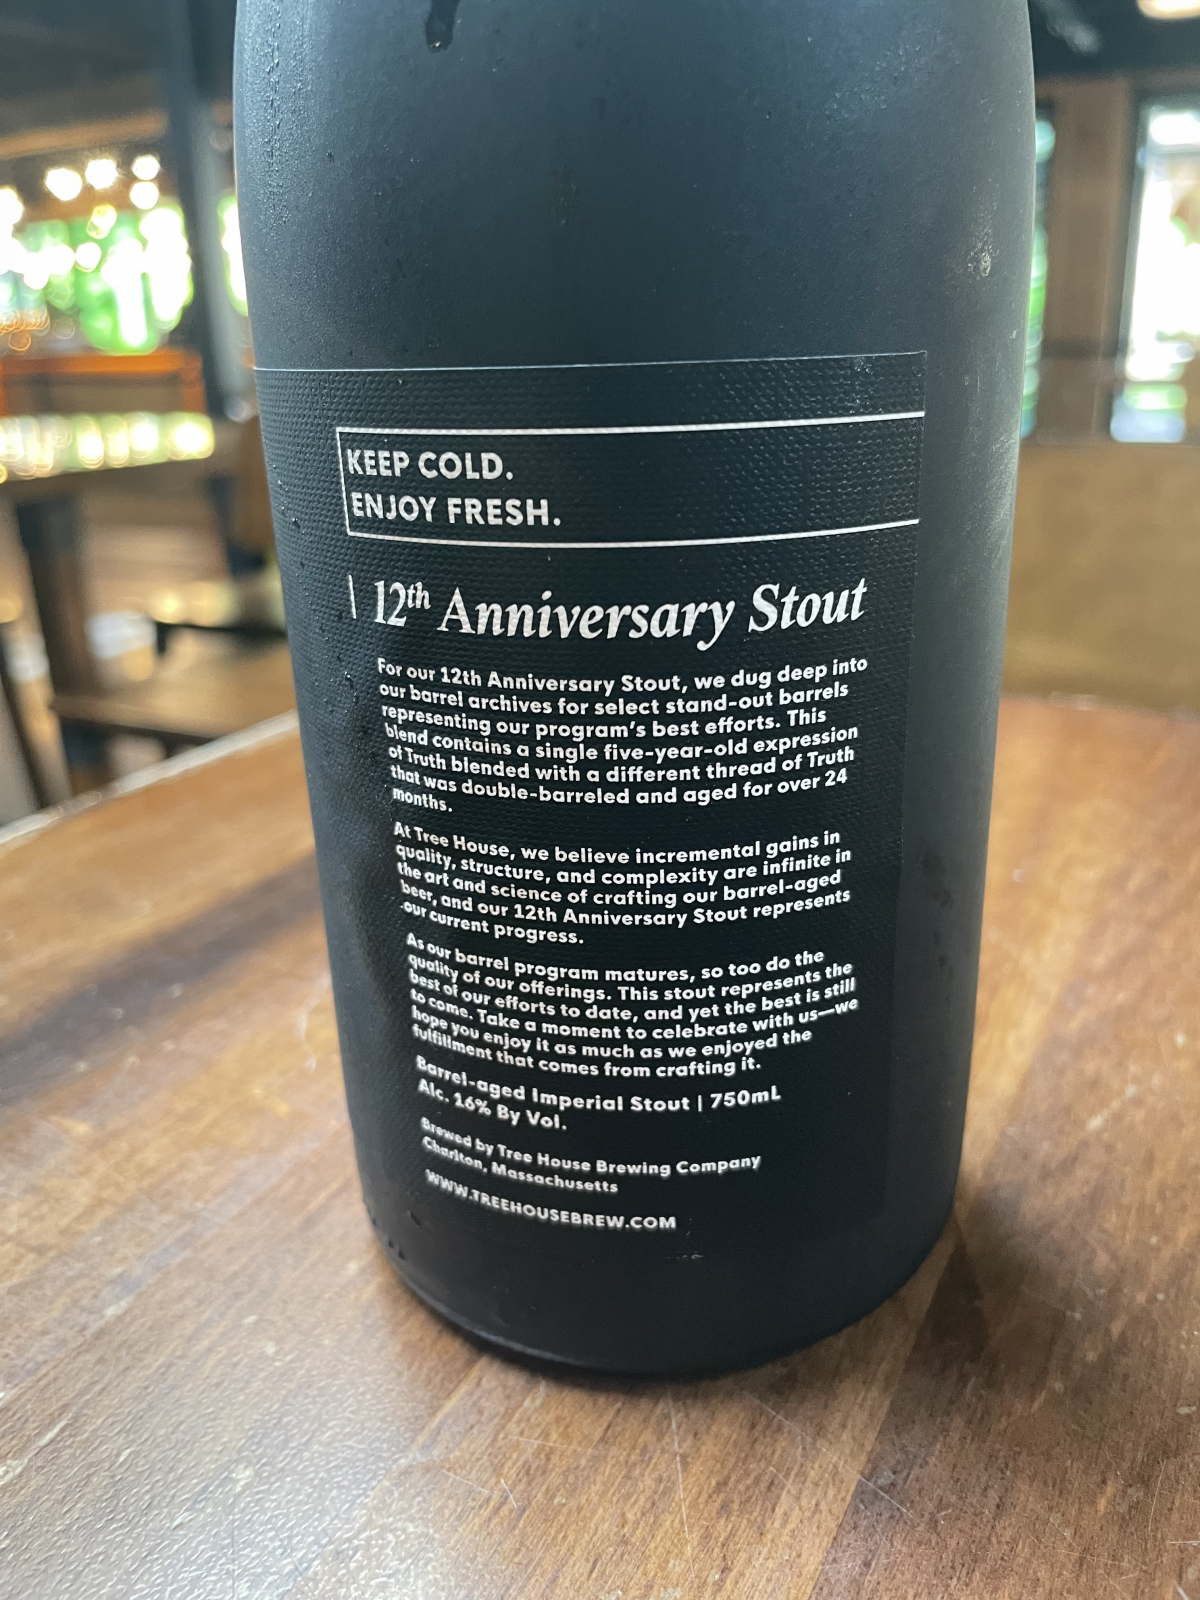 KEEP COLD.
ENJOY FRESH.
| 12th Anniversary Stout
For our 12th Anniversary Stout, we dug deep into
our barrel archives for select stand-out barrels
representing our program's best efforts. This
blend contains a single five-year-old expression
of Truth blended with a different thread of Truth
that was double-barreled and aged for over 24
months.
At Tree House, we believe incremental gains in
quality, structure, and complexity are infinite in
the art and science of crafting our barrel-aged
beer, and our 12th Anniversary Stout represents
our current progress.
As our barrel program matures, so too do the
quality of our offerings. This stout represents the
best of our efforts to date, and yet the best is still
to come. Take a moment to celebrate with us—we
hope you enjoy it as much as we enjoyed the
fulfillment that comes from crafting it.
Barrel-aged Imperial Stout | 750mL
Alc. 16% By Vol.
Brewed by Tree House Brewing Company
Charlton, Massachusetts
WWW.TREEHOUSEBREW.COM